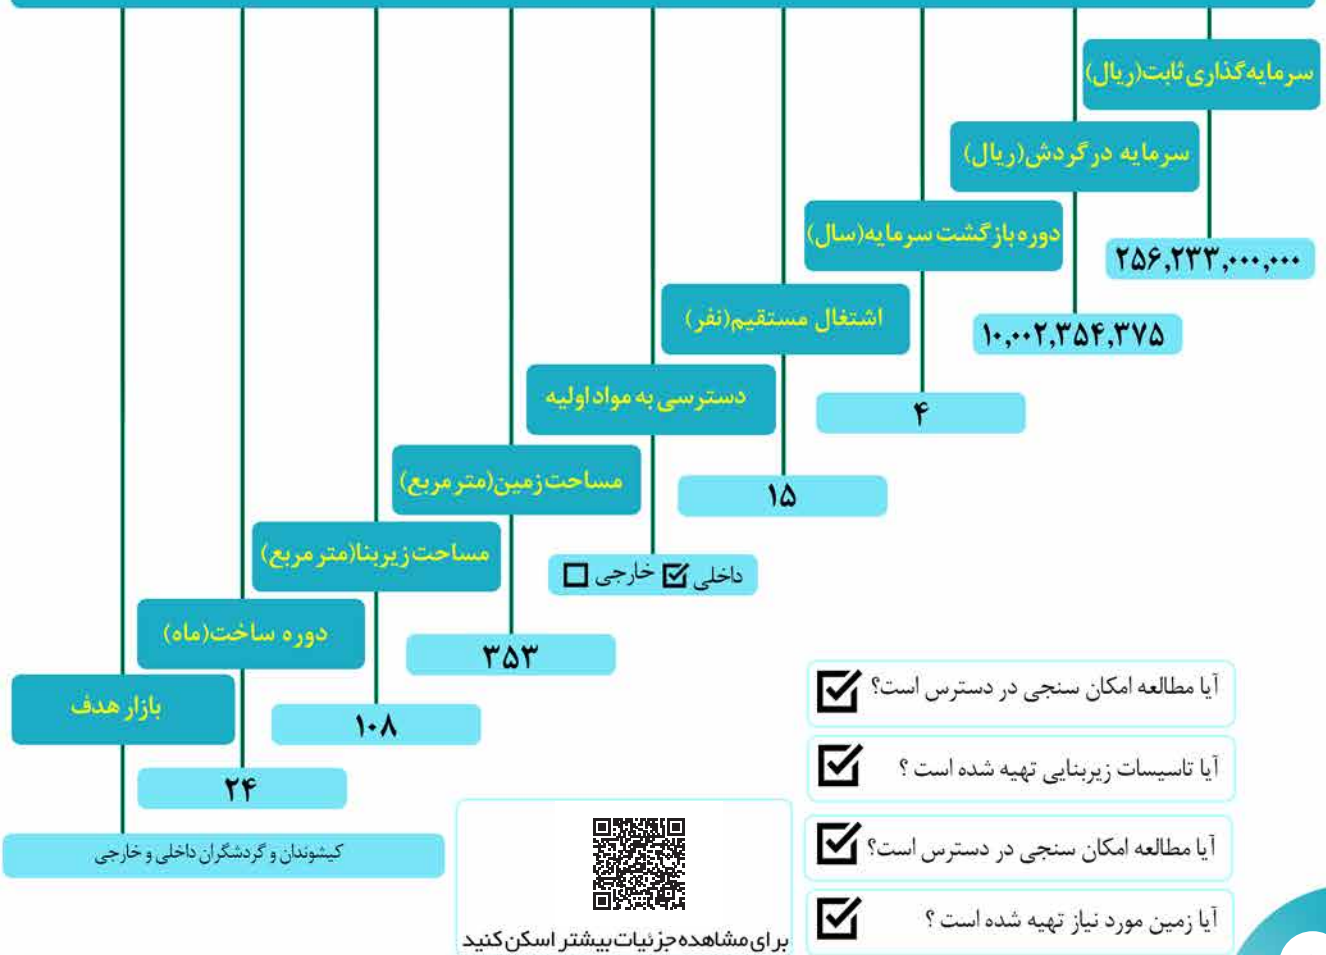 سرمایه‌گذاری ثابت(ریال)
۲۵۶,۲۳۳,۰۰۰,۰۰۰
سرمایه در گردش(ریال)
۱۰,۰۰۲,۳۵۴,۳۷۵
دوره بازگشت سرمایه(سال)
۴
اشتغال مستقیم(نفر)
۱۵
دسترسی به مواد اولیه
داخلی ☑ خارجی ☐
مساحت زمین(متر مربع)
۳۵۳
مساحت زیربنا(متر مربع)
۱۰۸
دوره ساخت(ماه)
۲۴
بازار هدف
کیشوندان و گردشگران داخلی و خارجی
آیا مطالعه امکان سنجی در دسترس است؟ ☑
آیا تاسیسات زیربنایی تهیه شده است ؟ ☑
آیا مطالعه امکان سنجی در دسترس است؟ ☑
آیا زمین مورد نیاز تهیه شده است ؟ ☑
برای مشاهده جزئیات بیشتر اسکن کنید